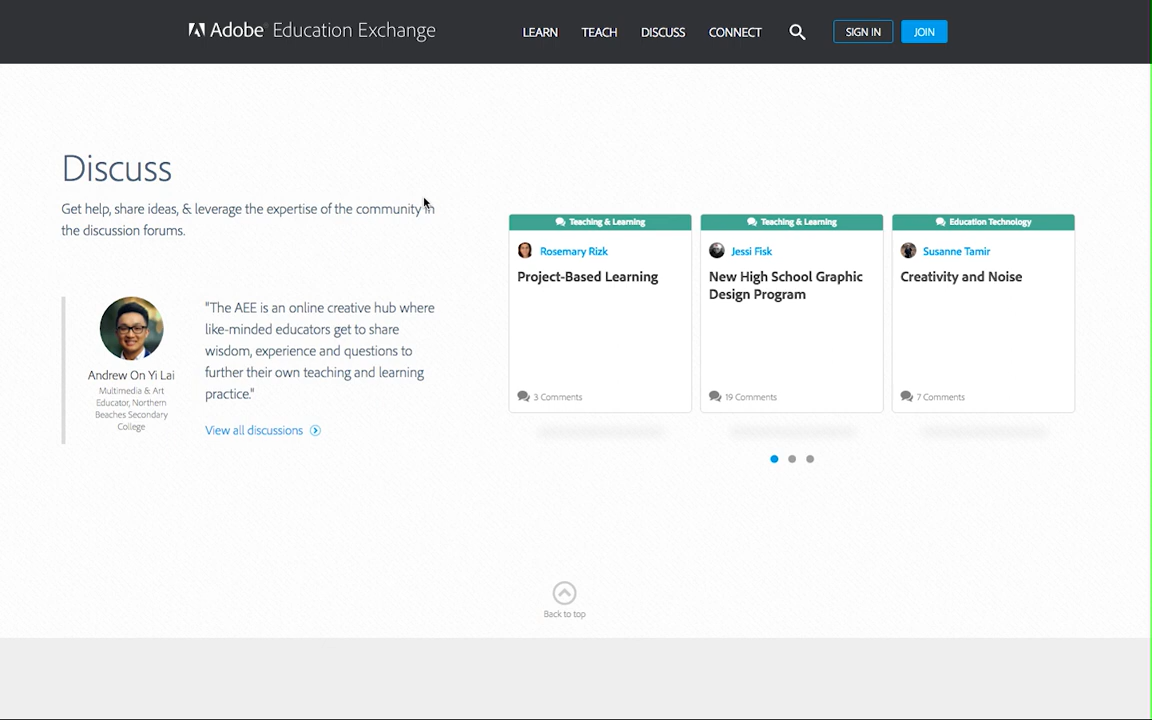 Adobe Education Exchange
LEARN
TEACH
DISCUSS
CONNECT
SIGN IN
JOIN
Discuss
Get help, share ideas, & leverage the expertise of the community in
the discussion forums.
Andrew On Yi Lai
Multimedia & Art
Educator, Northern
Beaches Secondary
College
"The AEE is an online creative hub where
like-minded educators get to share
wisdom, experience and questions to
further their own teaching and learning
practice."
View all discussions
Teaching & Learning
Rosemary Rizk
Project-Based Learning
3 Comments
Teaching & Learning
Jessi Fisk
New High School Graphic
Design Program
19 Comments
Education Technology
Susanne Tamir
Creativity and Noise
7 Comments
Back to top